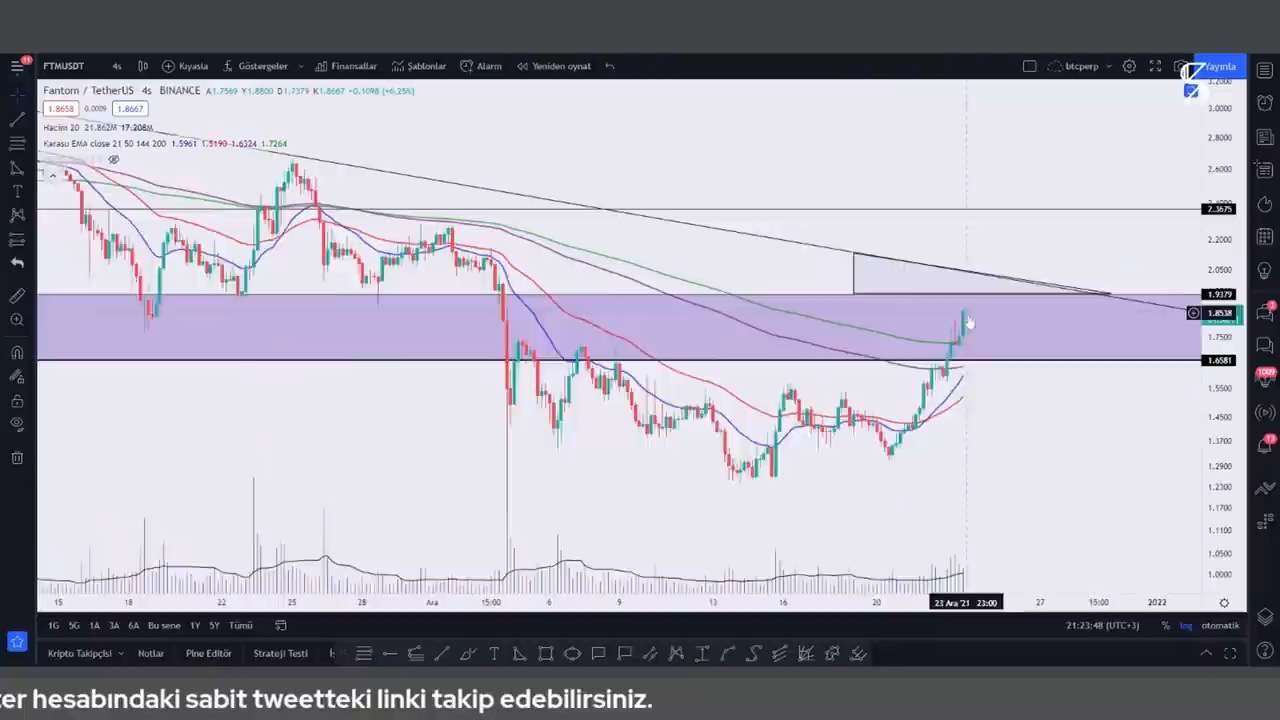 11
FTMUSDT 4s Kıyasla Göstergeler Finansallar Şablonlar Alarm Yeniden oynat btcperp Yayınla
Fantom / TetherUS 4s BINANCE A1.7569 Y1.8800 D1.7379 K1.8667 +0.1098 (+6.25%)
1.8658 0.0009 1.8667
Hacim 20 21.862M 17.208M
Karasu EMA close 21 50 144 200 1.5961 1.5190 1.6324 1.7264
3.2000
3.0000
2.8000
2.6000
2.3675
2.2000
2.0500
1.9379
1.8538
1.7500
1.6581
1.5500
1.4500
1.3700
1.2900
1.2300
1.1700
1.1100
1.0500
1.0000
3
1009
13
15 18 22 25 28 Ara 15:00 6 9 13 16 20 23 Ara '21 23:00 27 15:00 2022
1G 5G 1A 3A 6A Bu sene 1Y 5Y Tümü 21:23:48 (UTC+3) % log otomatik
Kripto Takipçisi Notlar Pine Editör Strateji Testi
ter hesabındaki sabit tweetteki linki takip edebilirsiniz.